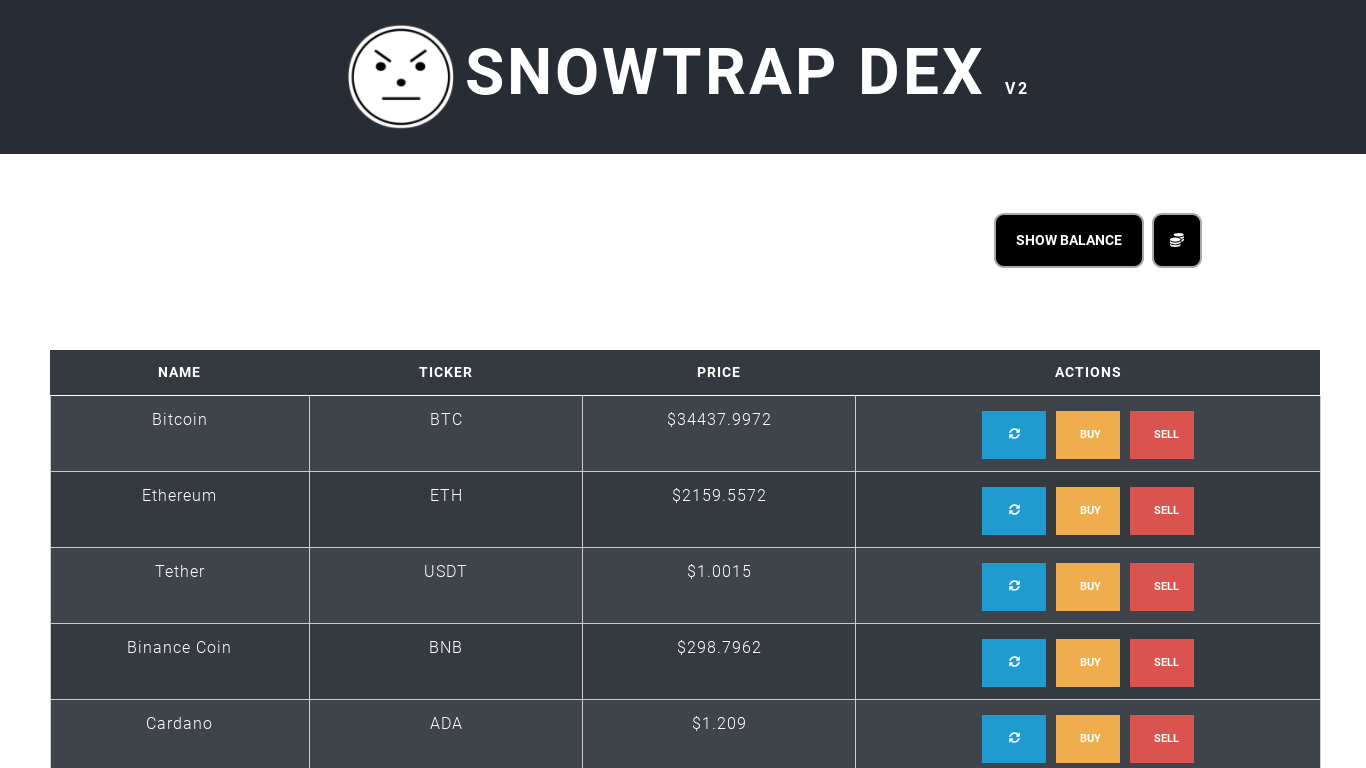 SNOWTRAP DEX V2
SHOW BALANCE
NAME TICKER PRICE ACTIONS
Bitcoin BTC $34437.9972 BUY SELL
Ethereum ETH $2159.5572 BUY SELL
Tether USDT $1.0015 BUY SELL
Binance Coin BNB $298.7962 BUY SELL
Cardano ADA $1.209 BUY SELL